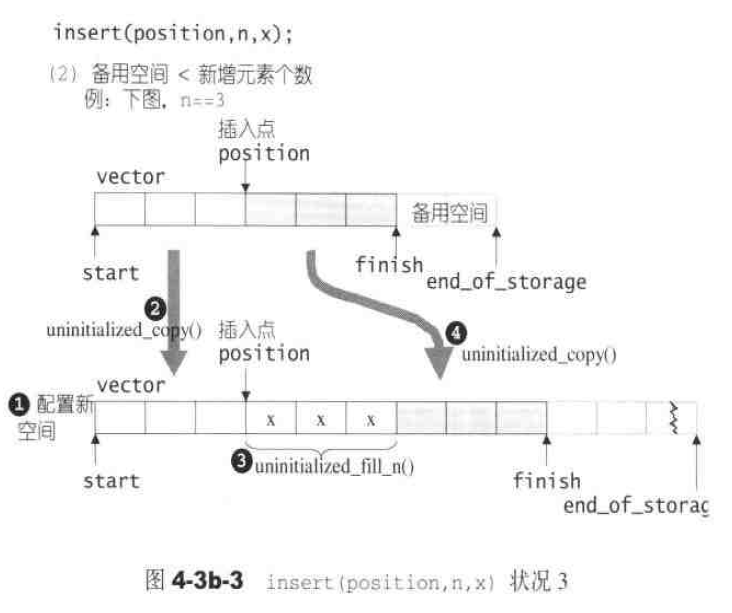 insert(position,n,x);
(2) 备用空间 < 新增元素个数
例：下图，n==3
插入点
position
vector
备用空间
start
finish
end_of_storage
❷
uninitialized_copy()
插入点
position
❹
uninitialized_copy()
vector
❶ 配置新
空间
x x x
❸ uninitialized_fill_n()
start
finish
end_of_storag
图 4-3b-3 insert(position,n,x) 状况 3